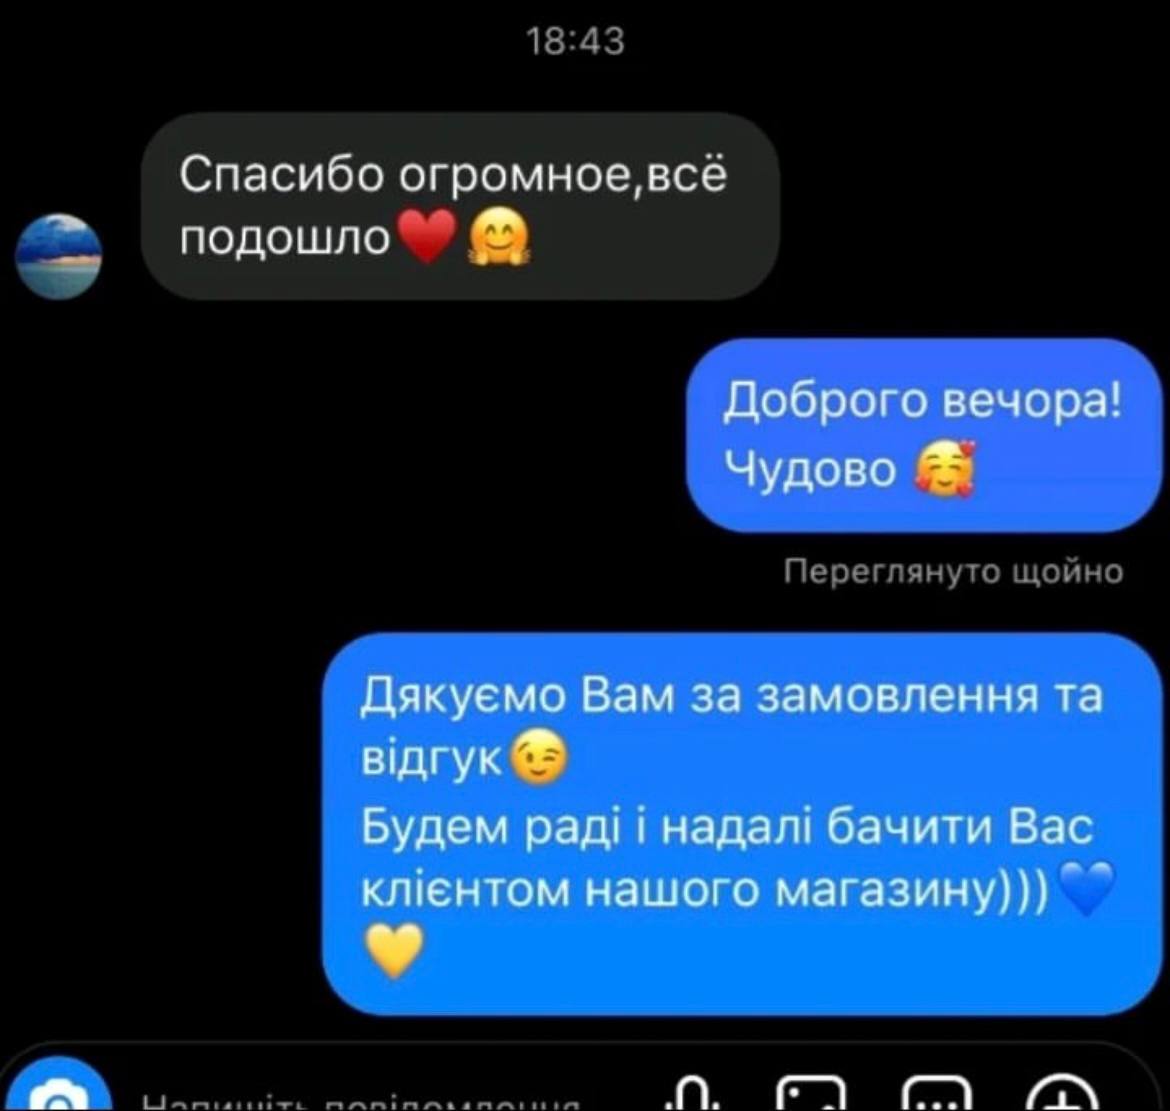 18:43
Спасибо огромное,всё
подошло❤️🤗
Доброго вечора!
Чудово 🥰
Переглянуто щойно
Дякуємо Вам за замовлення та
відгук😉
Будем раді і надалі бачити Вас
клієнтом нашого магазину)))💙
💛
Напишіть повідомлення